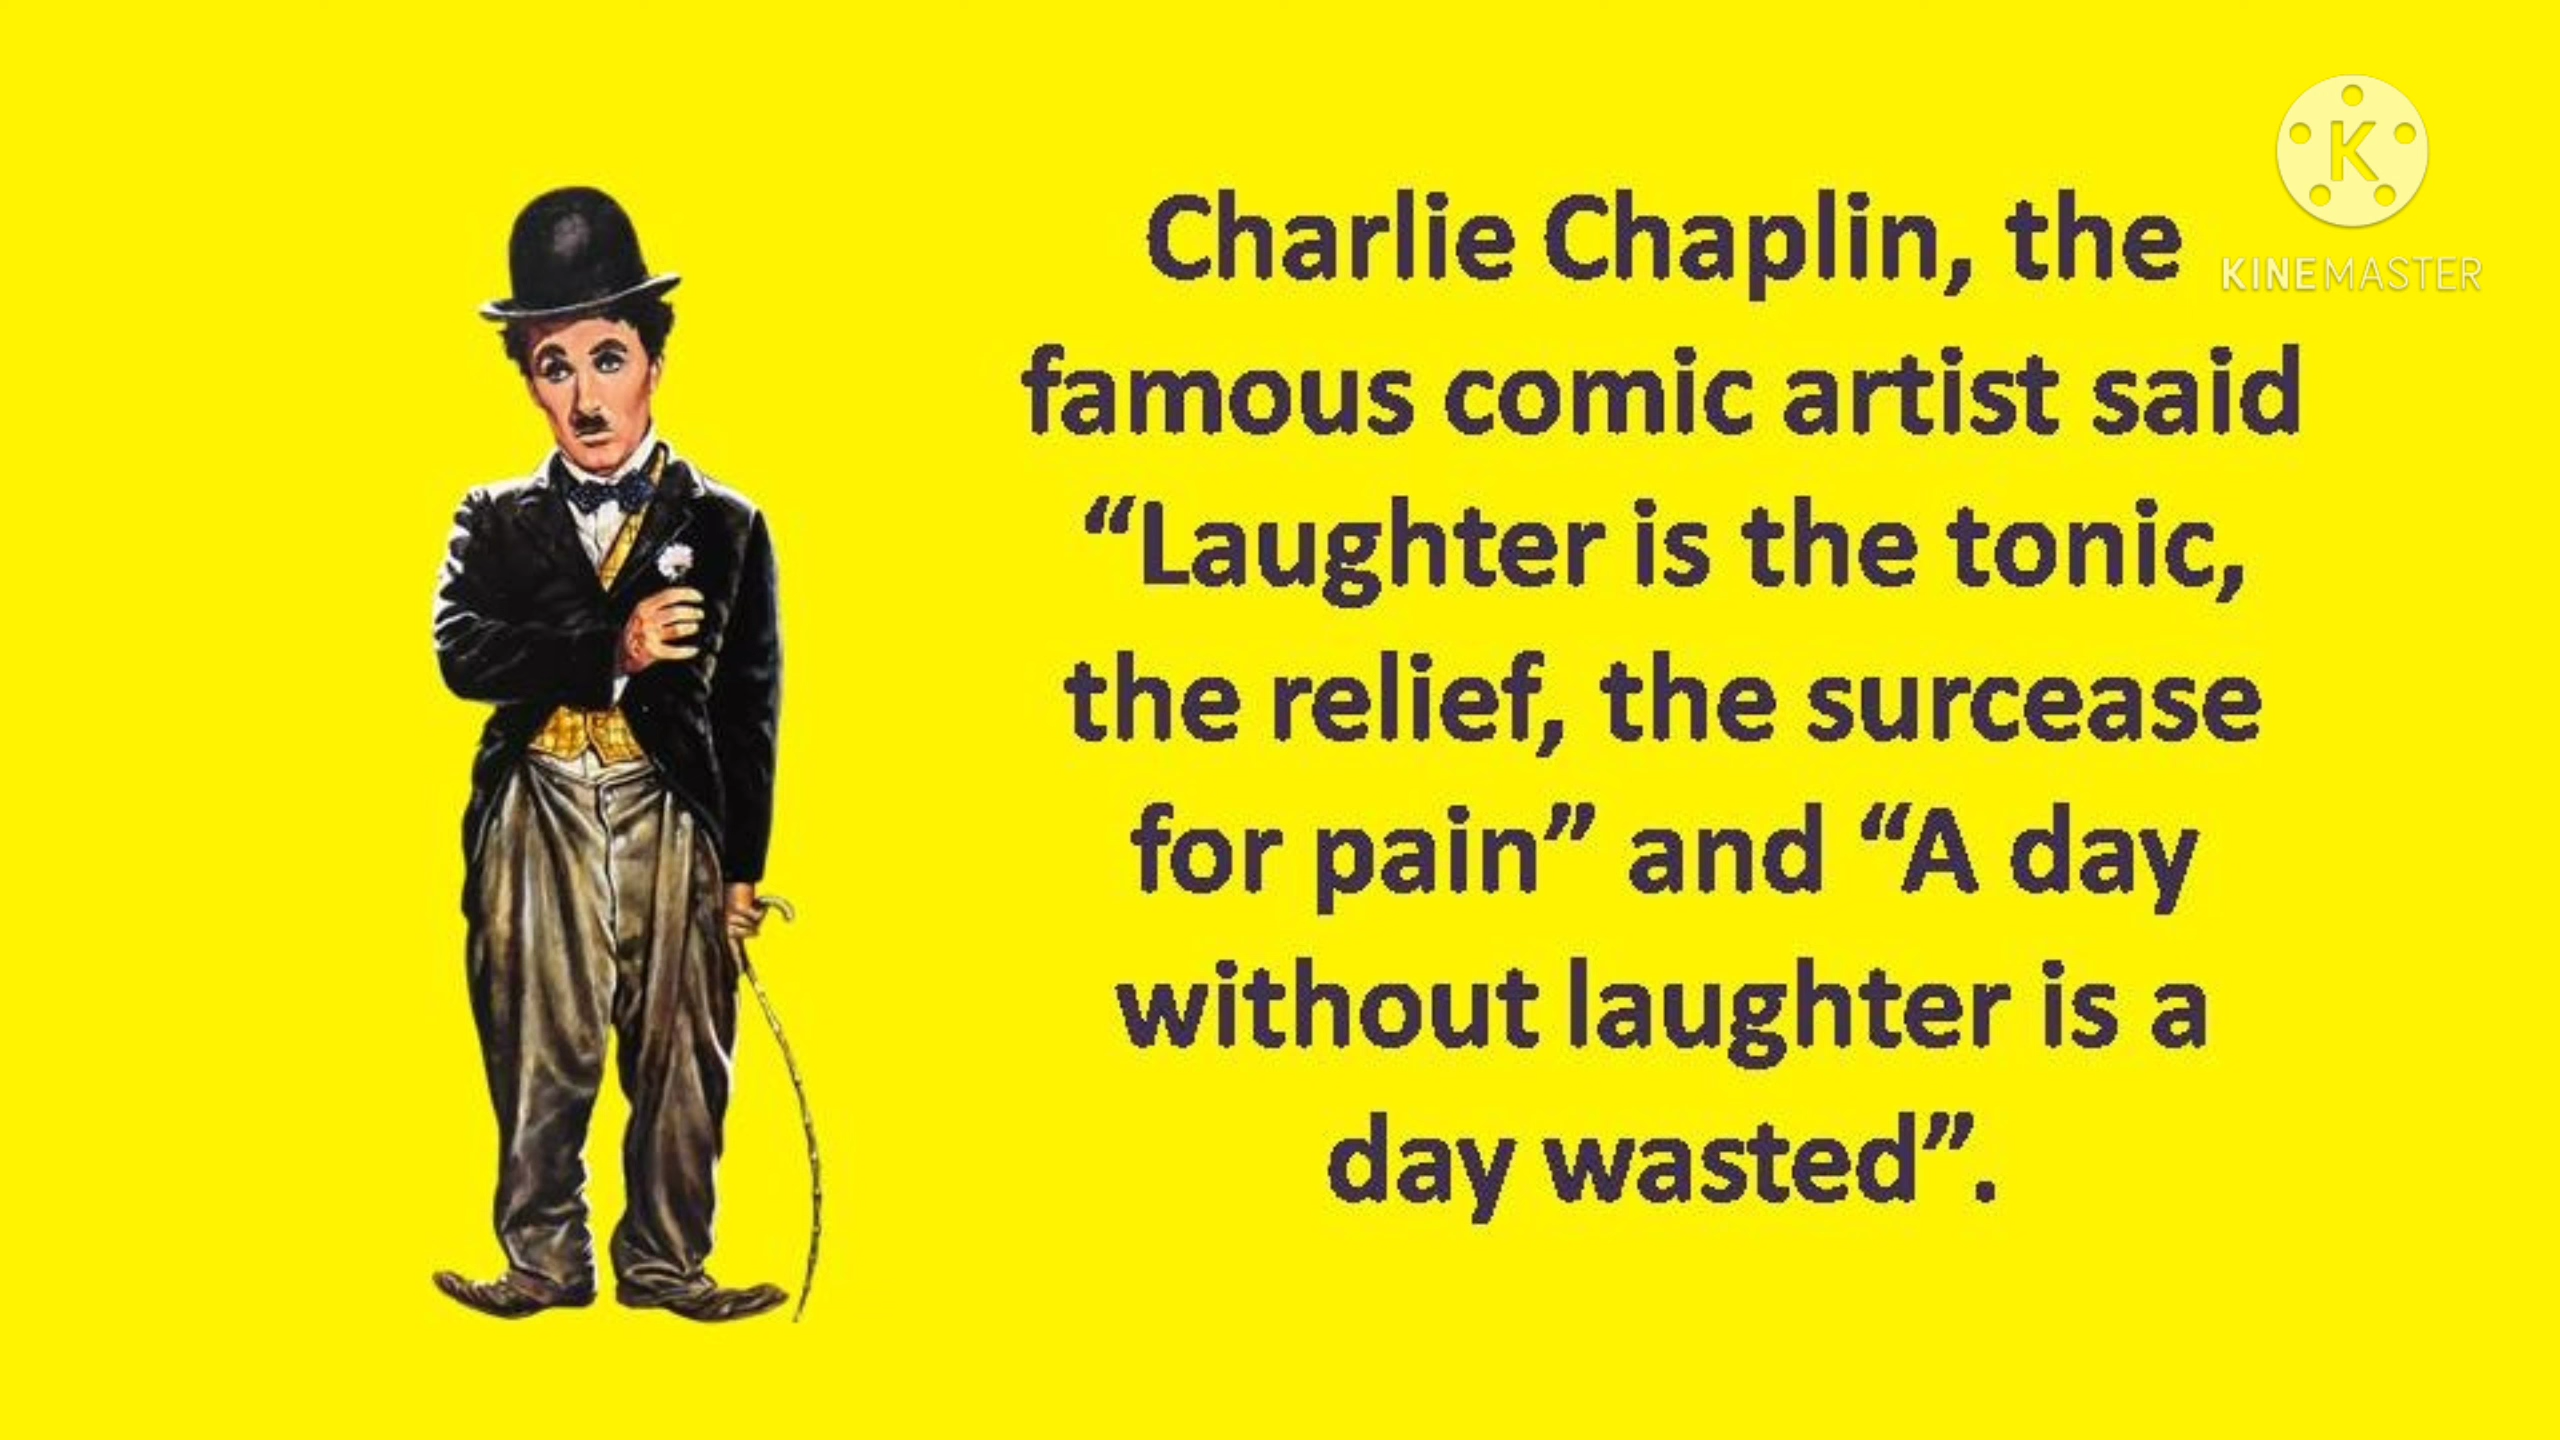 K
KINEMASTER
Charlie Chaplin, the
famous comic artist said
“Laughter is the tonic,
the relief, the surcease
for pain” and “A day
without laughter is a
day wasted”.